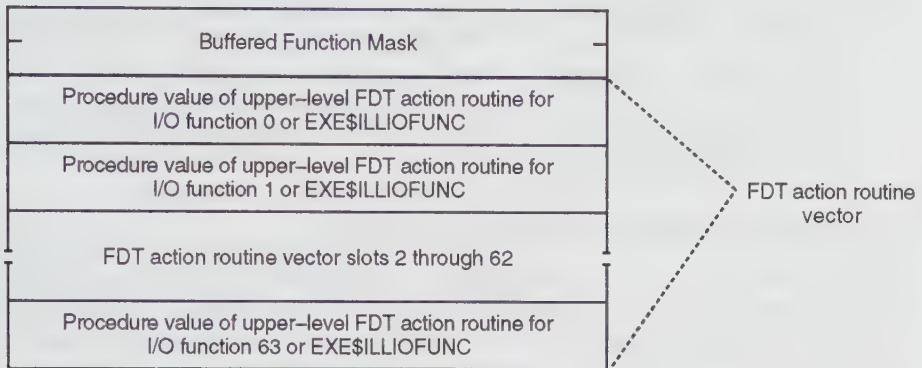 Buffered Function Mask
Procedure value of upper–level FDT action routine for
I/O function 0 or EXE$ILLIOFUNC
Procedure value of upper–level FDT action routine for
I/O function 1 or EXE$ILLIOFUNC
FDT action routine vector
FDT action routine vector slots 2 through 62
Procedure value of upper–level FDT action routine for
I/O function 63 or EXE$ILLIOFUNC